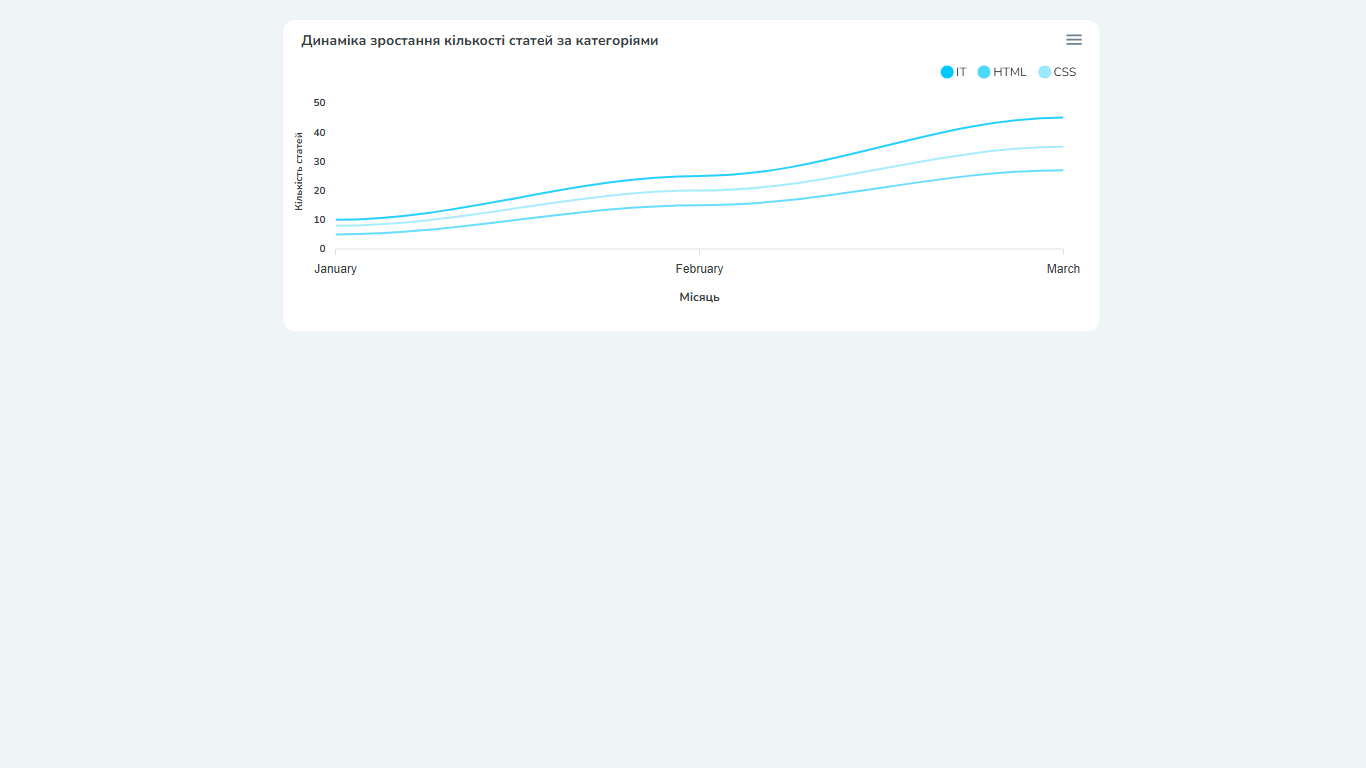 Динаміка зростання кількості статей за категоріями
IT HTML CSS
Кількість статей
50
40
30
20
10
0
January February March
Місяць